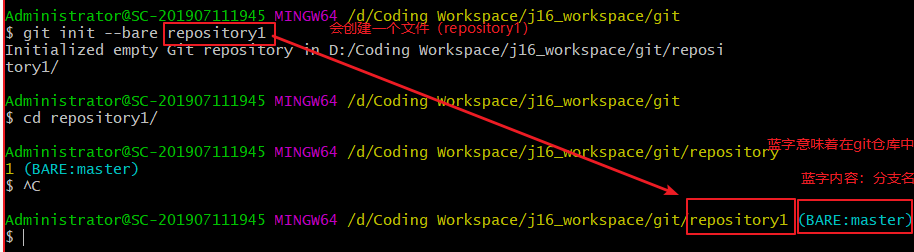 Administrator@SC-201907111945 MINGW64 /d/Coding Workspace/j16_workspace/git
$ git init --bare repository1 会创建一个文件（repository1）
Initialized empty Git repository in D:/Coding Workspace/j16_workspace/git/reposi
tory1/
Administrator@SC-201907111945 MINGW64 /d/Coding Workspace/j16_workspace/git
$ cd repository1/
蓝字意味着在git仓库中
Administrator@SC-201907111945 MINGW64 /d/Coding Workspace/j16_workspace/git/repository
1 (BARE:master)
蓝字内容：分支名
$ ^C
Administrator@SC-201907111945 MINGW64 /d/Coding Workspace/j16_workspace/git/repository1 (BARE:master)
$